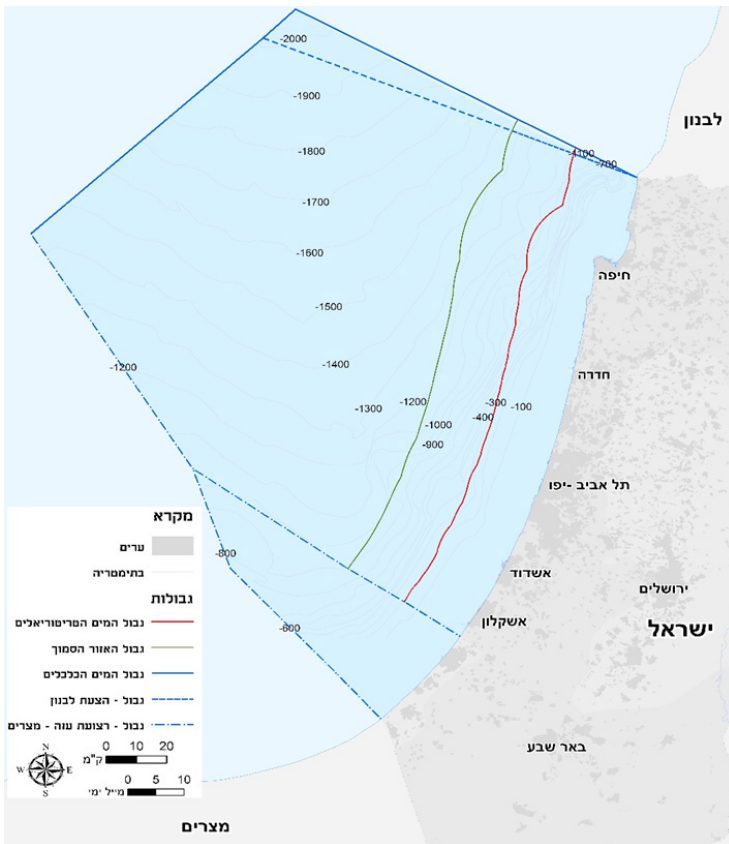 -2000
-1900
לבנון
-1800
-1100
-700
-1700
-1600
חיפה
-1500
-1400
-1200
חדרה
-1300
-1200
-300
-100
-400
-1000
-900
תל אביב -יפו
מקרא
ערים
בתימטריה
גבולות
גבול המים הטריטוריאלים
גבול האזור הסמוך
גבול המים הכלכלים
גבול - הצעת לבנון
גבול - רצועת עזה - מצרים
N
W
E
S
0 10 20
ק"מ
0 5 10
מייל ימי
-800
-600
אשדוד
ירושלים
אשקלון
ישראל
באר שבע
מצרים